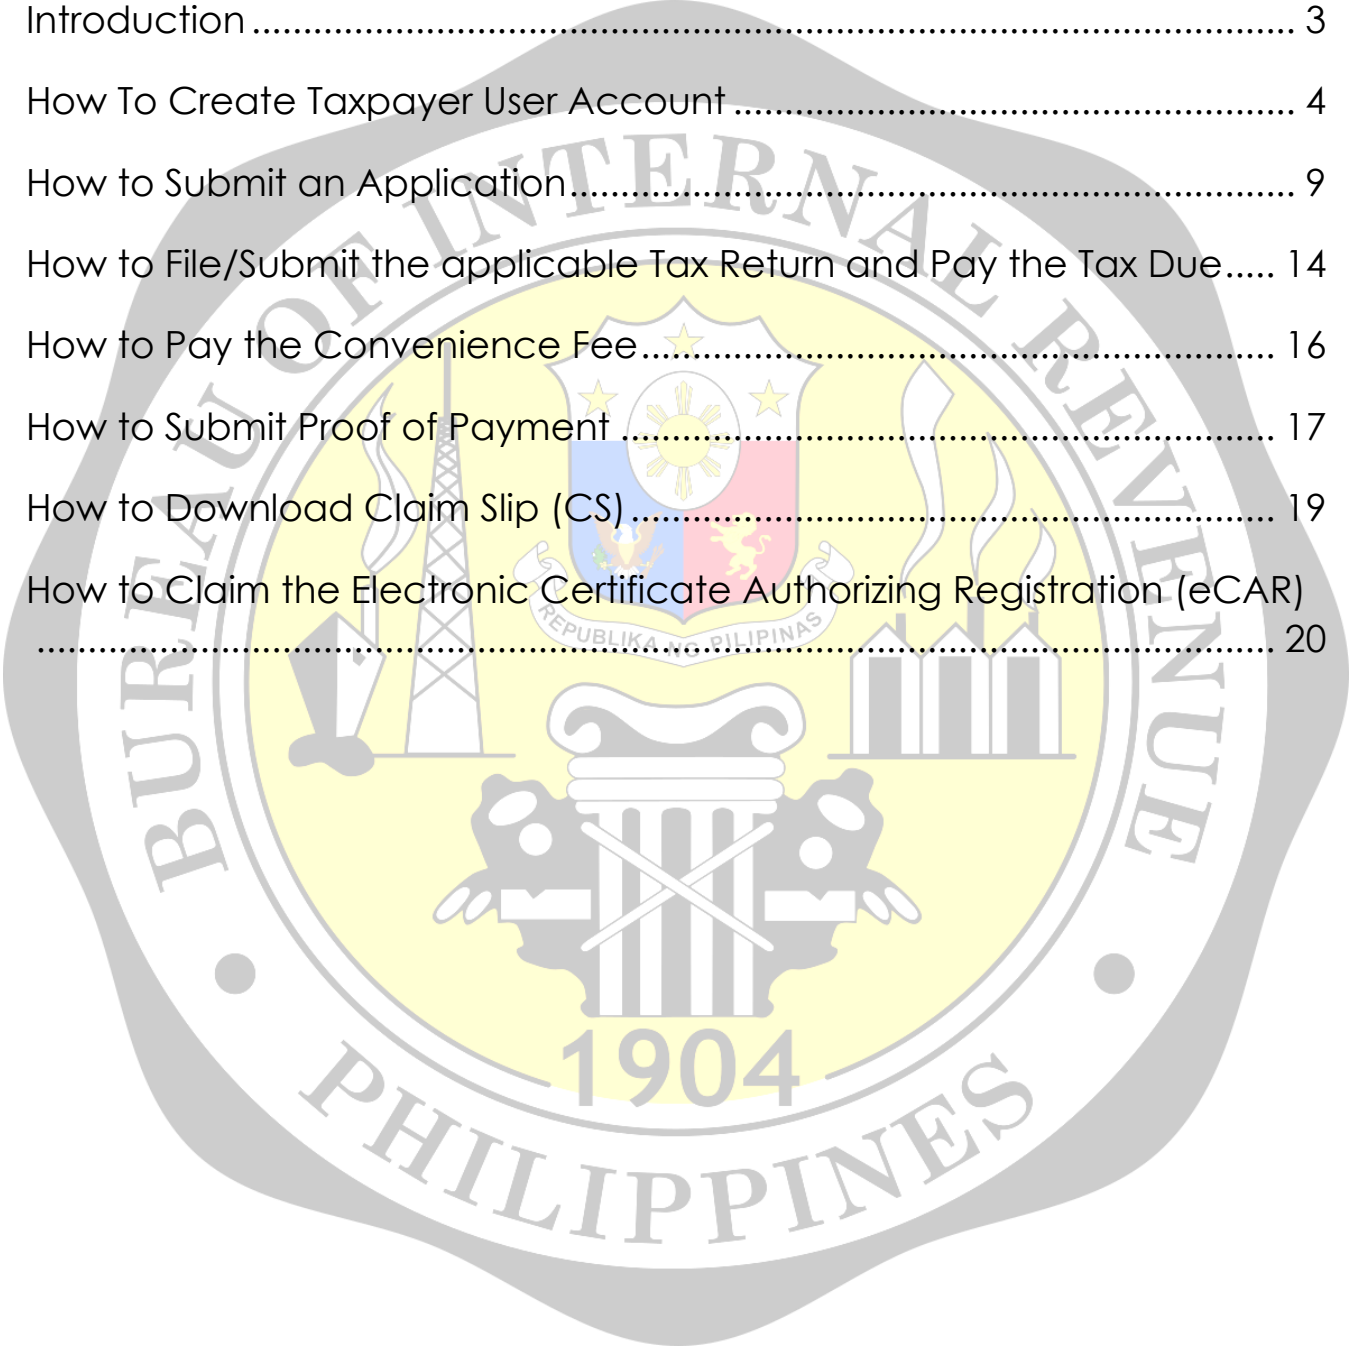 Introduction ........................................................................................................ 3
How To Create Taxpayer User Account ........................................................ 4
How to Submit an Application......................................................................... 9
How to File/Submit the applicable Tax Return and Pay the Tax Due..... 14
How to Pay the Convenience Fee............................................................... 16
How to Submit Proof of Payment ................................................................. 17
How to Download Claim Slip (CS)................................................................ 19
How to Claim the Electronic Certificate Authorizing Registration (eCAR)
............................................................................................................................ 20
BUREAU OF INTERNAL REVENUE
REPUBLIKA NG PILIPINAS
1904
PHILIPPINES